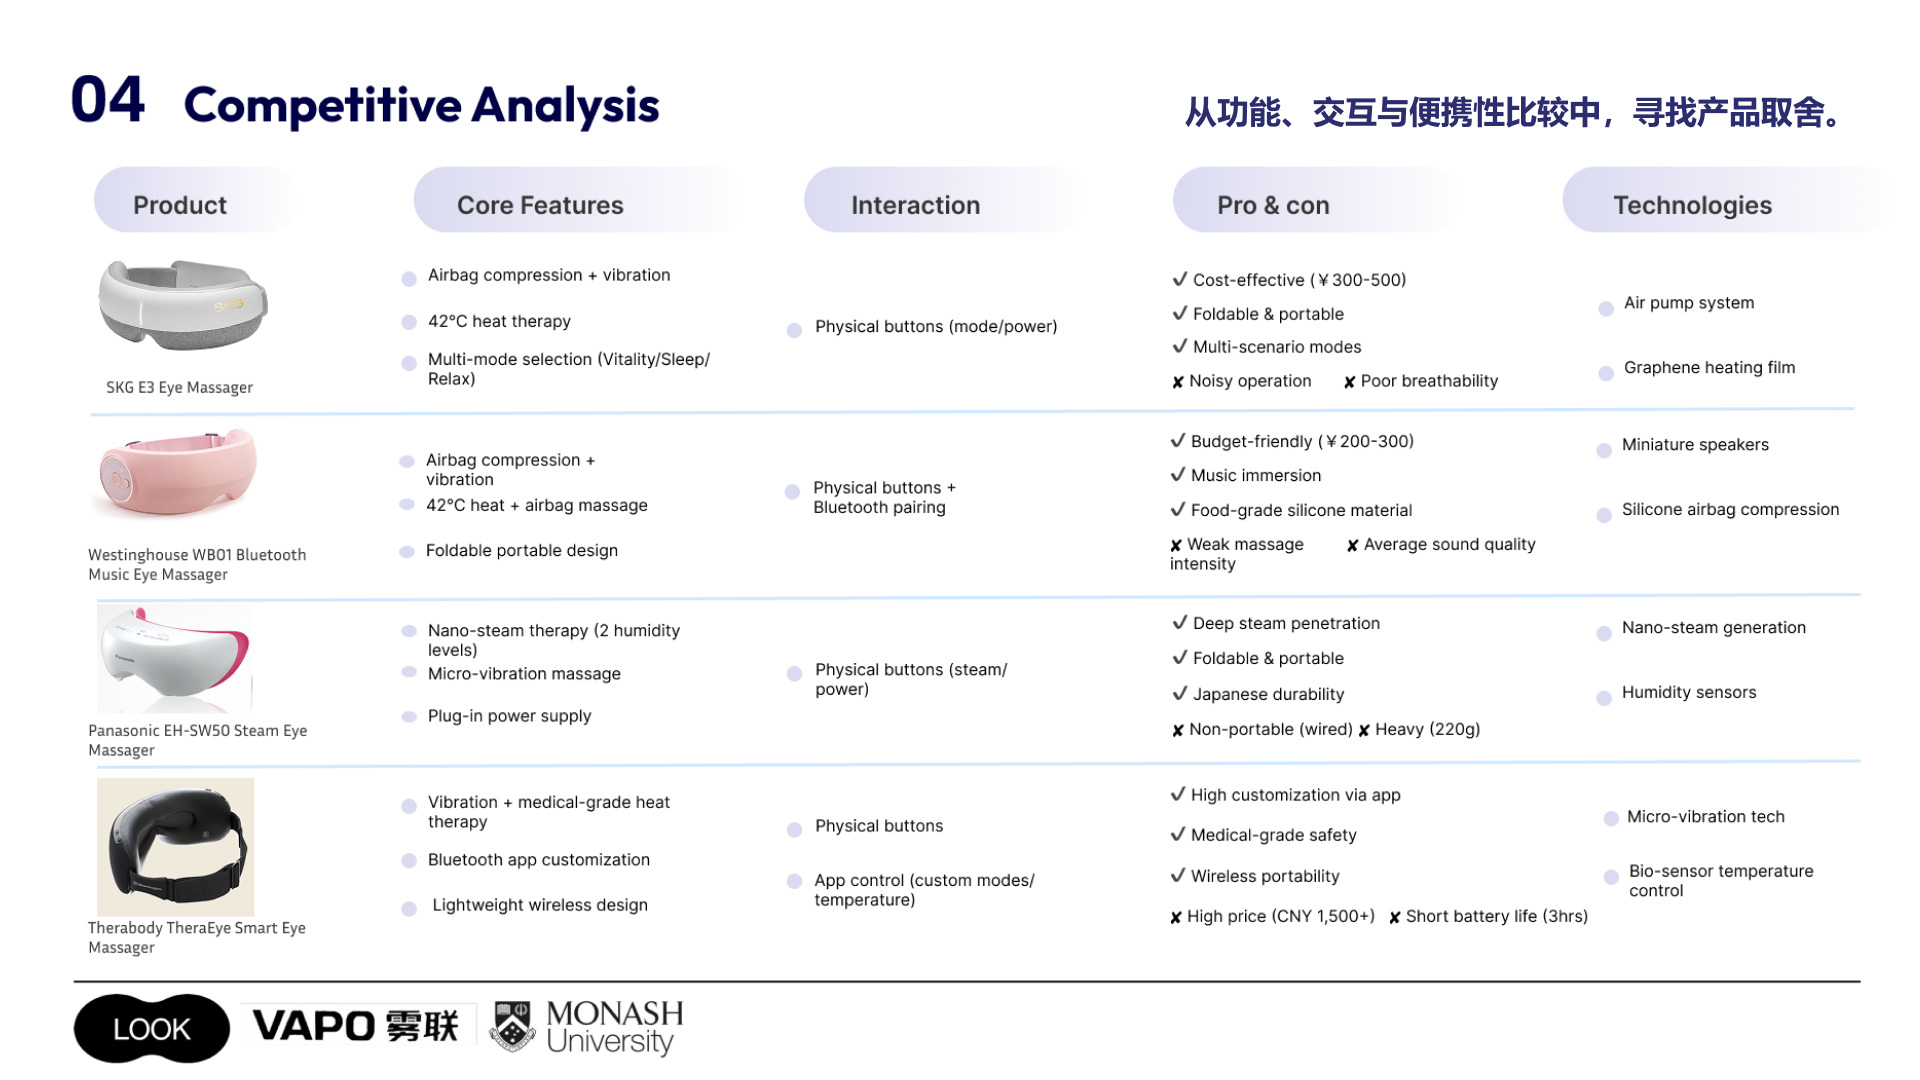 04 Competitive Analysis
从功能、交互与便携性比较中，寻找产品取舍。
Product
Core Features
Interaction
Pro & con
Technologies
SKG
SKG E3 Eye Massager
Airbag compression + vibration
42°C heat therapy
Multi-mode selection (Vitality/Sleep/
Relax)
Physical buttons (mode/power)
✓ Cost-effective (¥300-500)
✓ Foldable & portable
✓ Multi-scenario modes
✘ Noisy operation ✘ Poor breathability
Air pump system
Graphene heating film
Westinghouse WB01 Bluetooth
Music Eye Massager
Airbag compression +
vibration
42°C heat + airbag massage
Foldable portable design
Physical buttons +
Bluetooth pairing
✓ Budget-friendly (¥200-300)
✓ Music immersion
✓ Food-grade silicone material
✘ Weak massage
intensity
✘ Average sound quality
Miniature speakers
Silicone airbag compression
Panasonic
Panasonic EH-SW50 Steam Eye
Massager
Nano-steam therapy (2 humidity
levels)
Micro-vibration massage
Plug-in power supply
Physical buttons (steam/
power)
✓ Deep steam penetration
✓ Foldable & portable
✓ Japanese durability
✘ Non-portable (wired) ✘ Heavy (220g)
Nano-steam generation
Humidity sensors
Therabody TheraEye Smart Eye
Massager
Vibration + medical-grade heat
therapy
Bluetooth app customization
Lightweight wireless design
Physical buttons
App control (custom modes/
temperature)
✓ High customization via app
✓ Medical-grade safety
✓ Wireless portability
✘ High price (CNY 1,500+) ✘ Short battery life (3hrs)
Micro-vibration tech
Bio-sensor temperature
control
LOOK
VAPO 雾联
MONASH
University